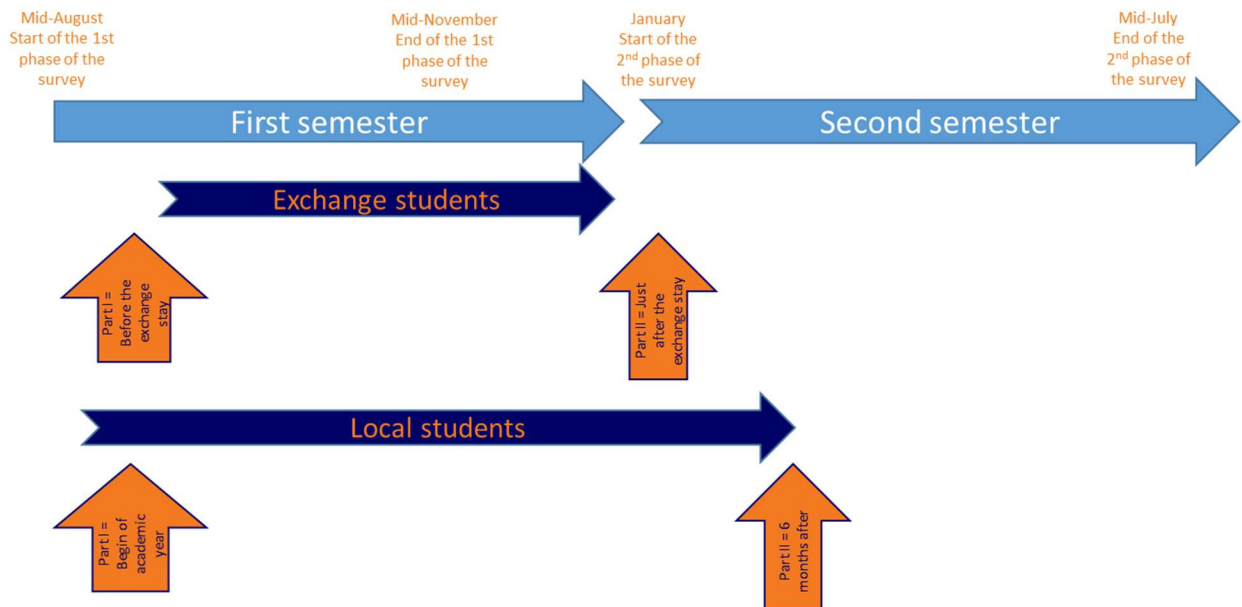 Mid-August
Start of the 1st
phase of the
survey
Mid-November
End of the 1st
phase of the
survey
January
Start of the
2nd phase of
the survey
Mid-July
End of the
2nd phase of
the survey
First semester
Second semester
Exchange students
Part I =
Before the
exchange
stay
Part II = Just
after the
exchange stay
Local students
Part I =
Begin of
academic
year
Part II = 6
months after